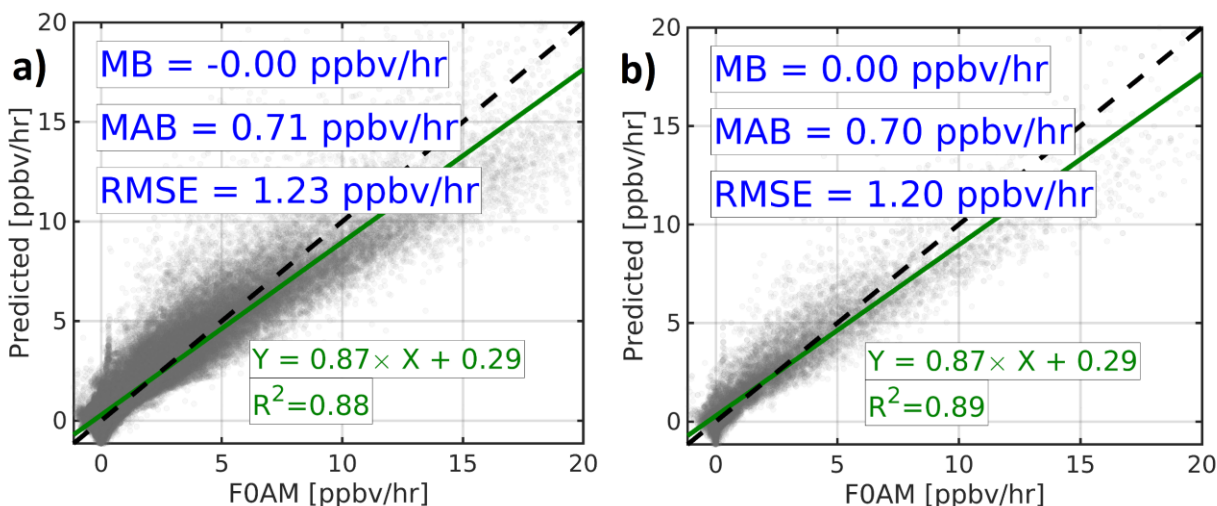 a)
MB = -0.00 ppbv/hr
MAB = 0.71 ppbv/hr
RMSE = 1.23 ppbv/hr
Y = 0.87× X + 0.29
R²=0.88
Predicted [ppbv/hr]
20
15
10
5
0
0 5 10 15 20
F0AM [ppbv/hr]
b)
MB = 0.00 ppbv/hr
MAB = 0.70 ppbv/hr
RMSE = 1.20 ppbv/hr
Y = 0.87× X + 0.29
R²=0.89
Predicted [ppbv/hr]
20
15
10
5
0
0 5 10 15 20
F0AM [ppbv/hr]